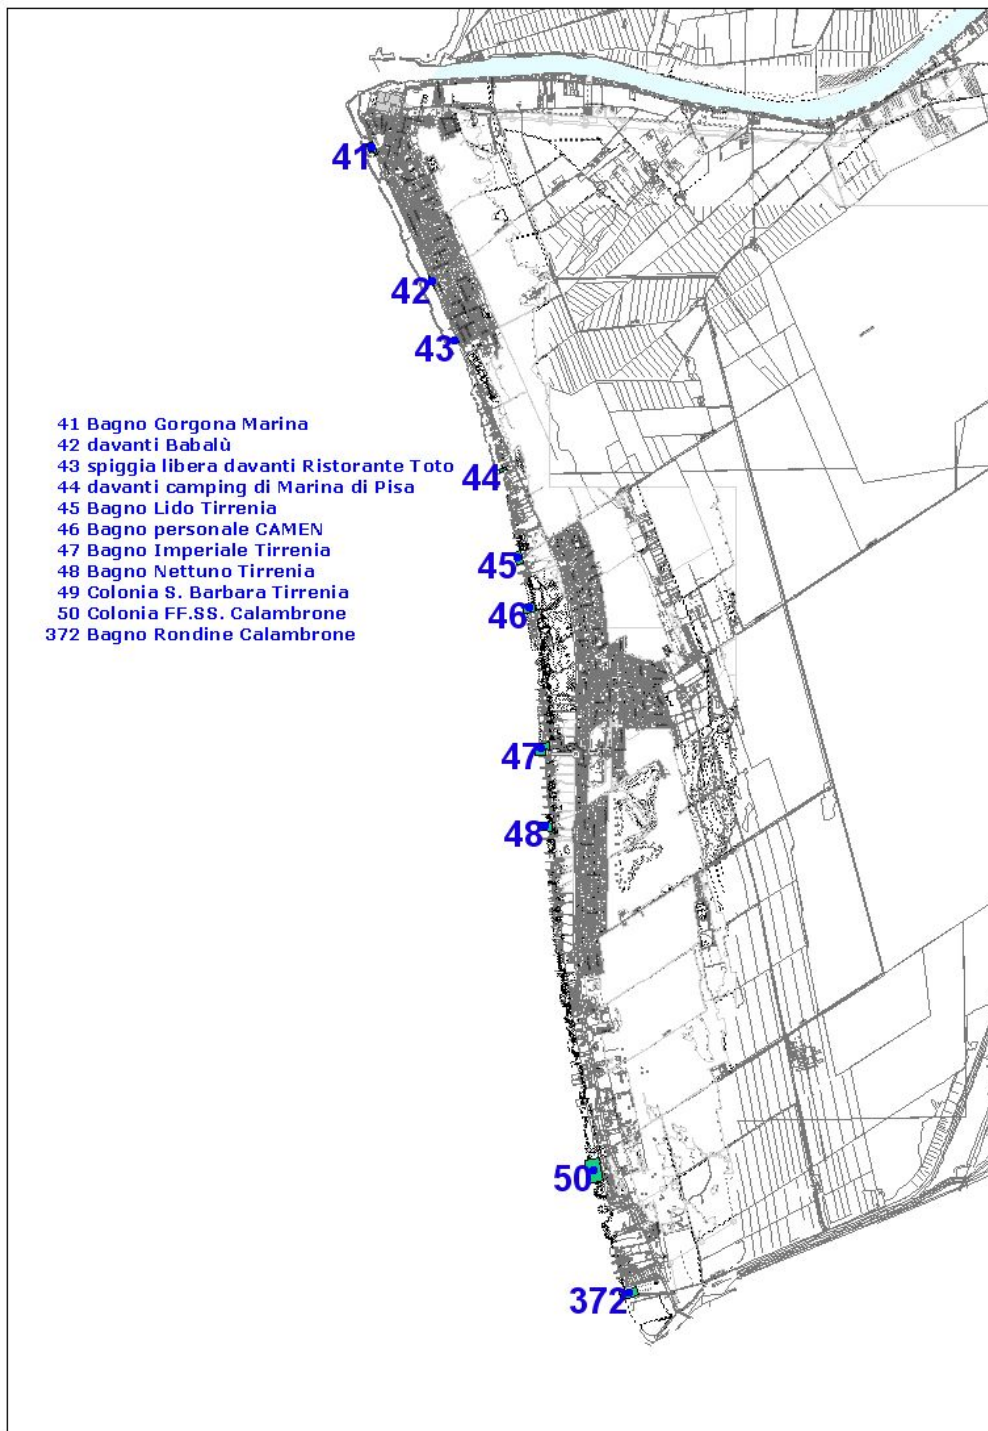 41
42
43
41 Bagno Gorgona Marina
42 davanti Babalù
43 spiggia libera davanti Ristorante Toto
44 davanti camping di Marina di Pisa
45 Bagno Lido Tirrenia
46 Bagno personale CAMEN
47 Bagno Imperiale Tirrenia
48 Bagno Nettuno Tirrenia
49 Colonia S. Barbara Tirrenia
50 Colonia FF.SS. Calambrone
372 Bagno Rondine Calambrone
44
45
46
47
48
50
372